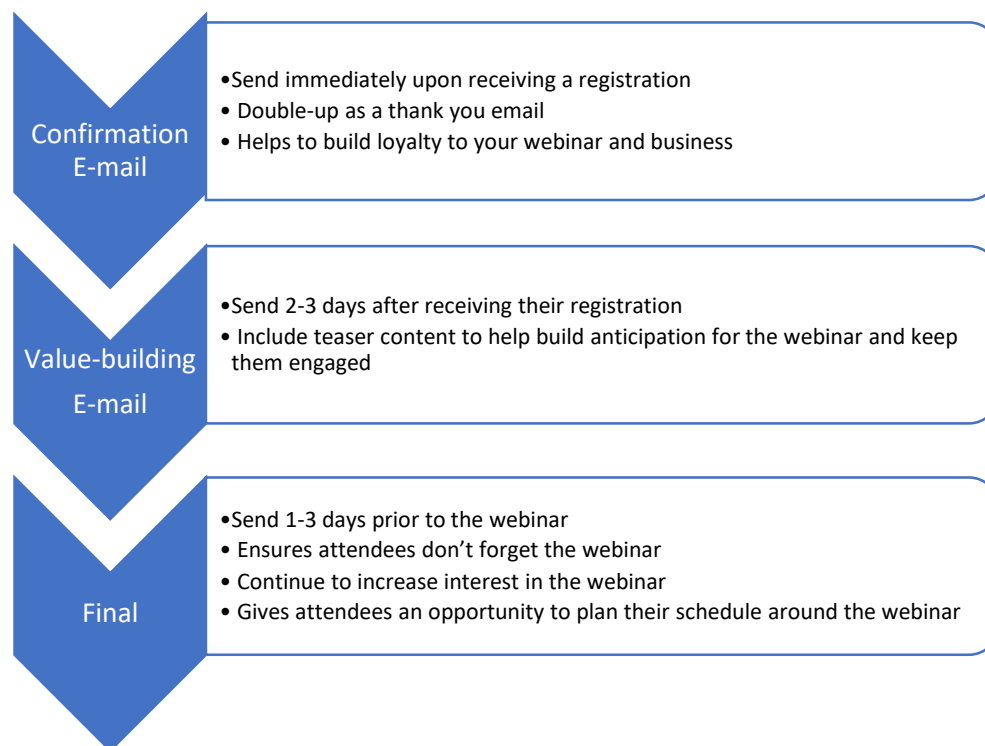 Confirmation
E-mail
•Send immediately upon receiving a registration
• Double-up as a thank you email
• Helps to build loyalty to your webinar and business
Value-building
E-mail
•Send 2-3 days after receiving their registration
• Include teaser content to help build anticipation for the webinar and keep
them engaged
Final
•Send 1-3 days prior to the webinar
• Ensures attendees don’t forget the webinar
• Continue to increase interest in the webinar
• Gives attendees an opportunity to plan their schedule around the webinar